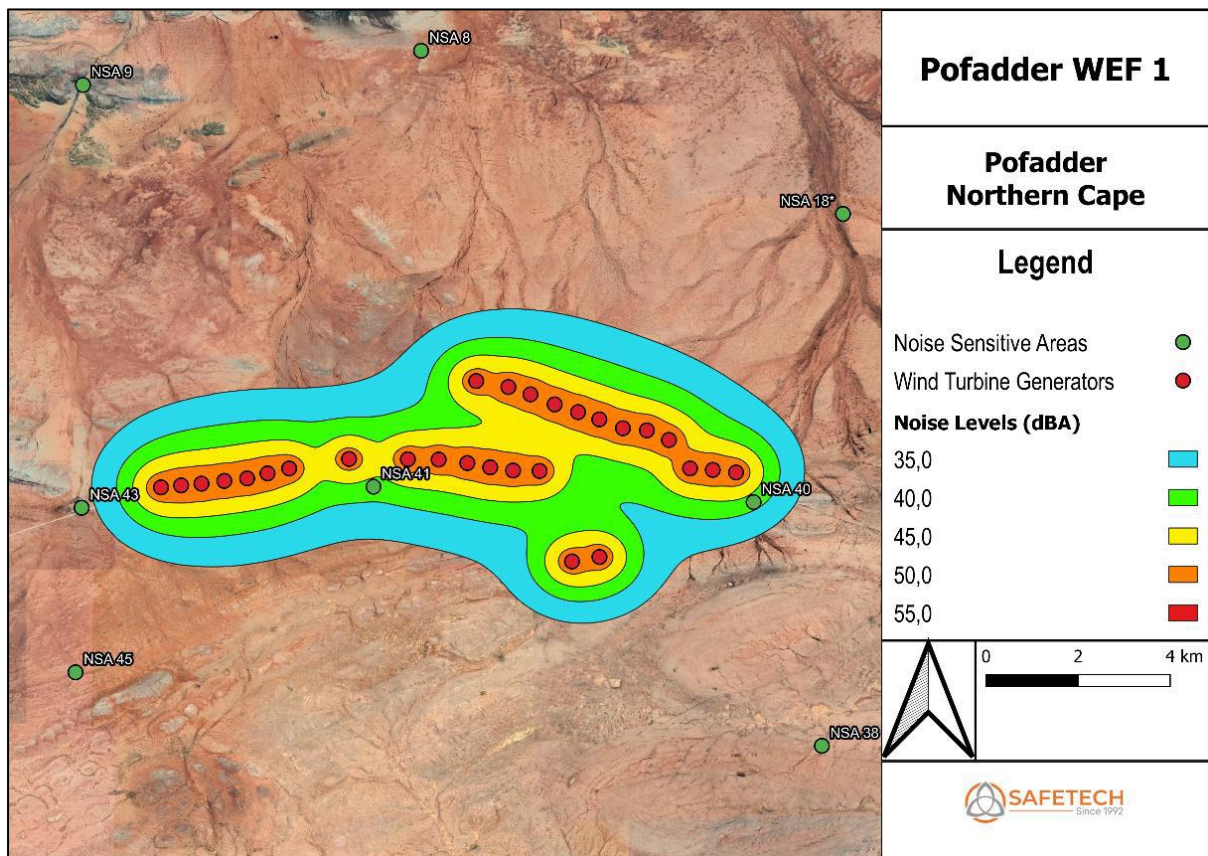 NSA 8
NSA 9
NSA 18*
NSA 41
NSA 43
NSA 40
NSA 45
NSA 38
Pofadder WEF 1
Pofadder
Northern Cape
Legend
Noise Sensitive Areas
Wind Turbine Generators
Noise Levels (dBA)
35,0
40,0
45,0
50,0
55,0
0 2 4 km
SAFETECH
Since 1992